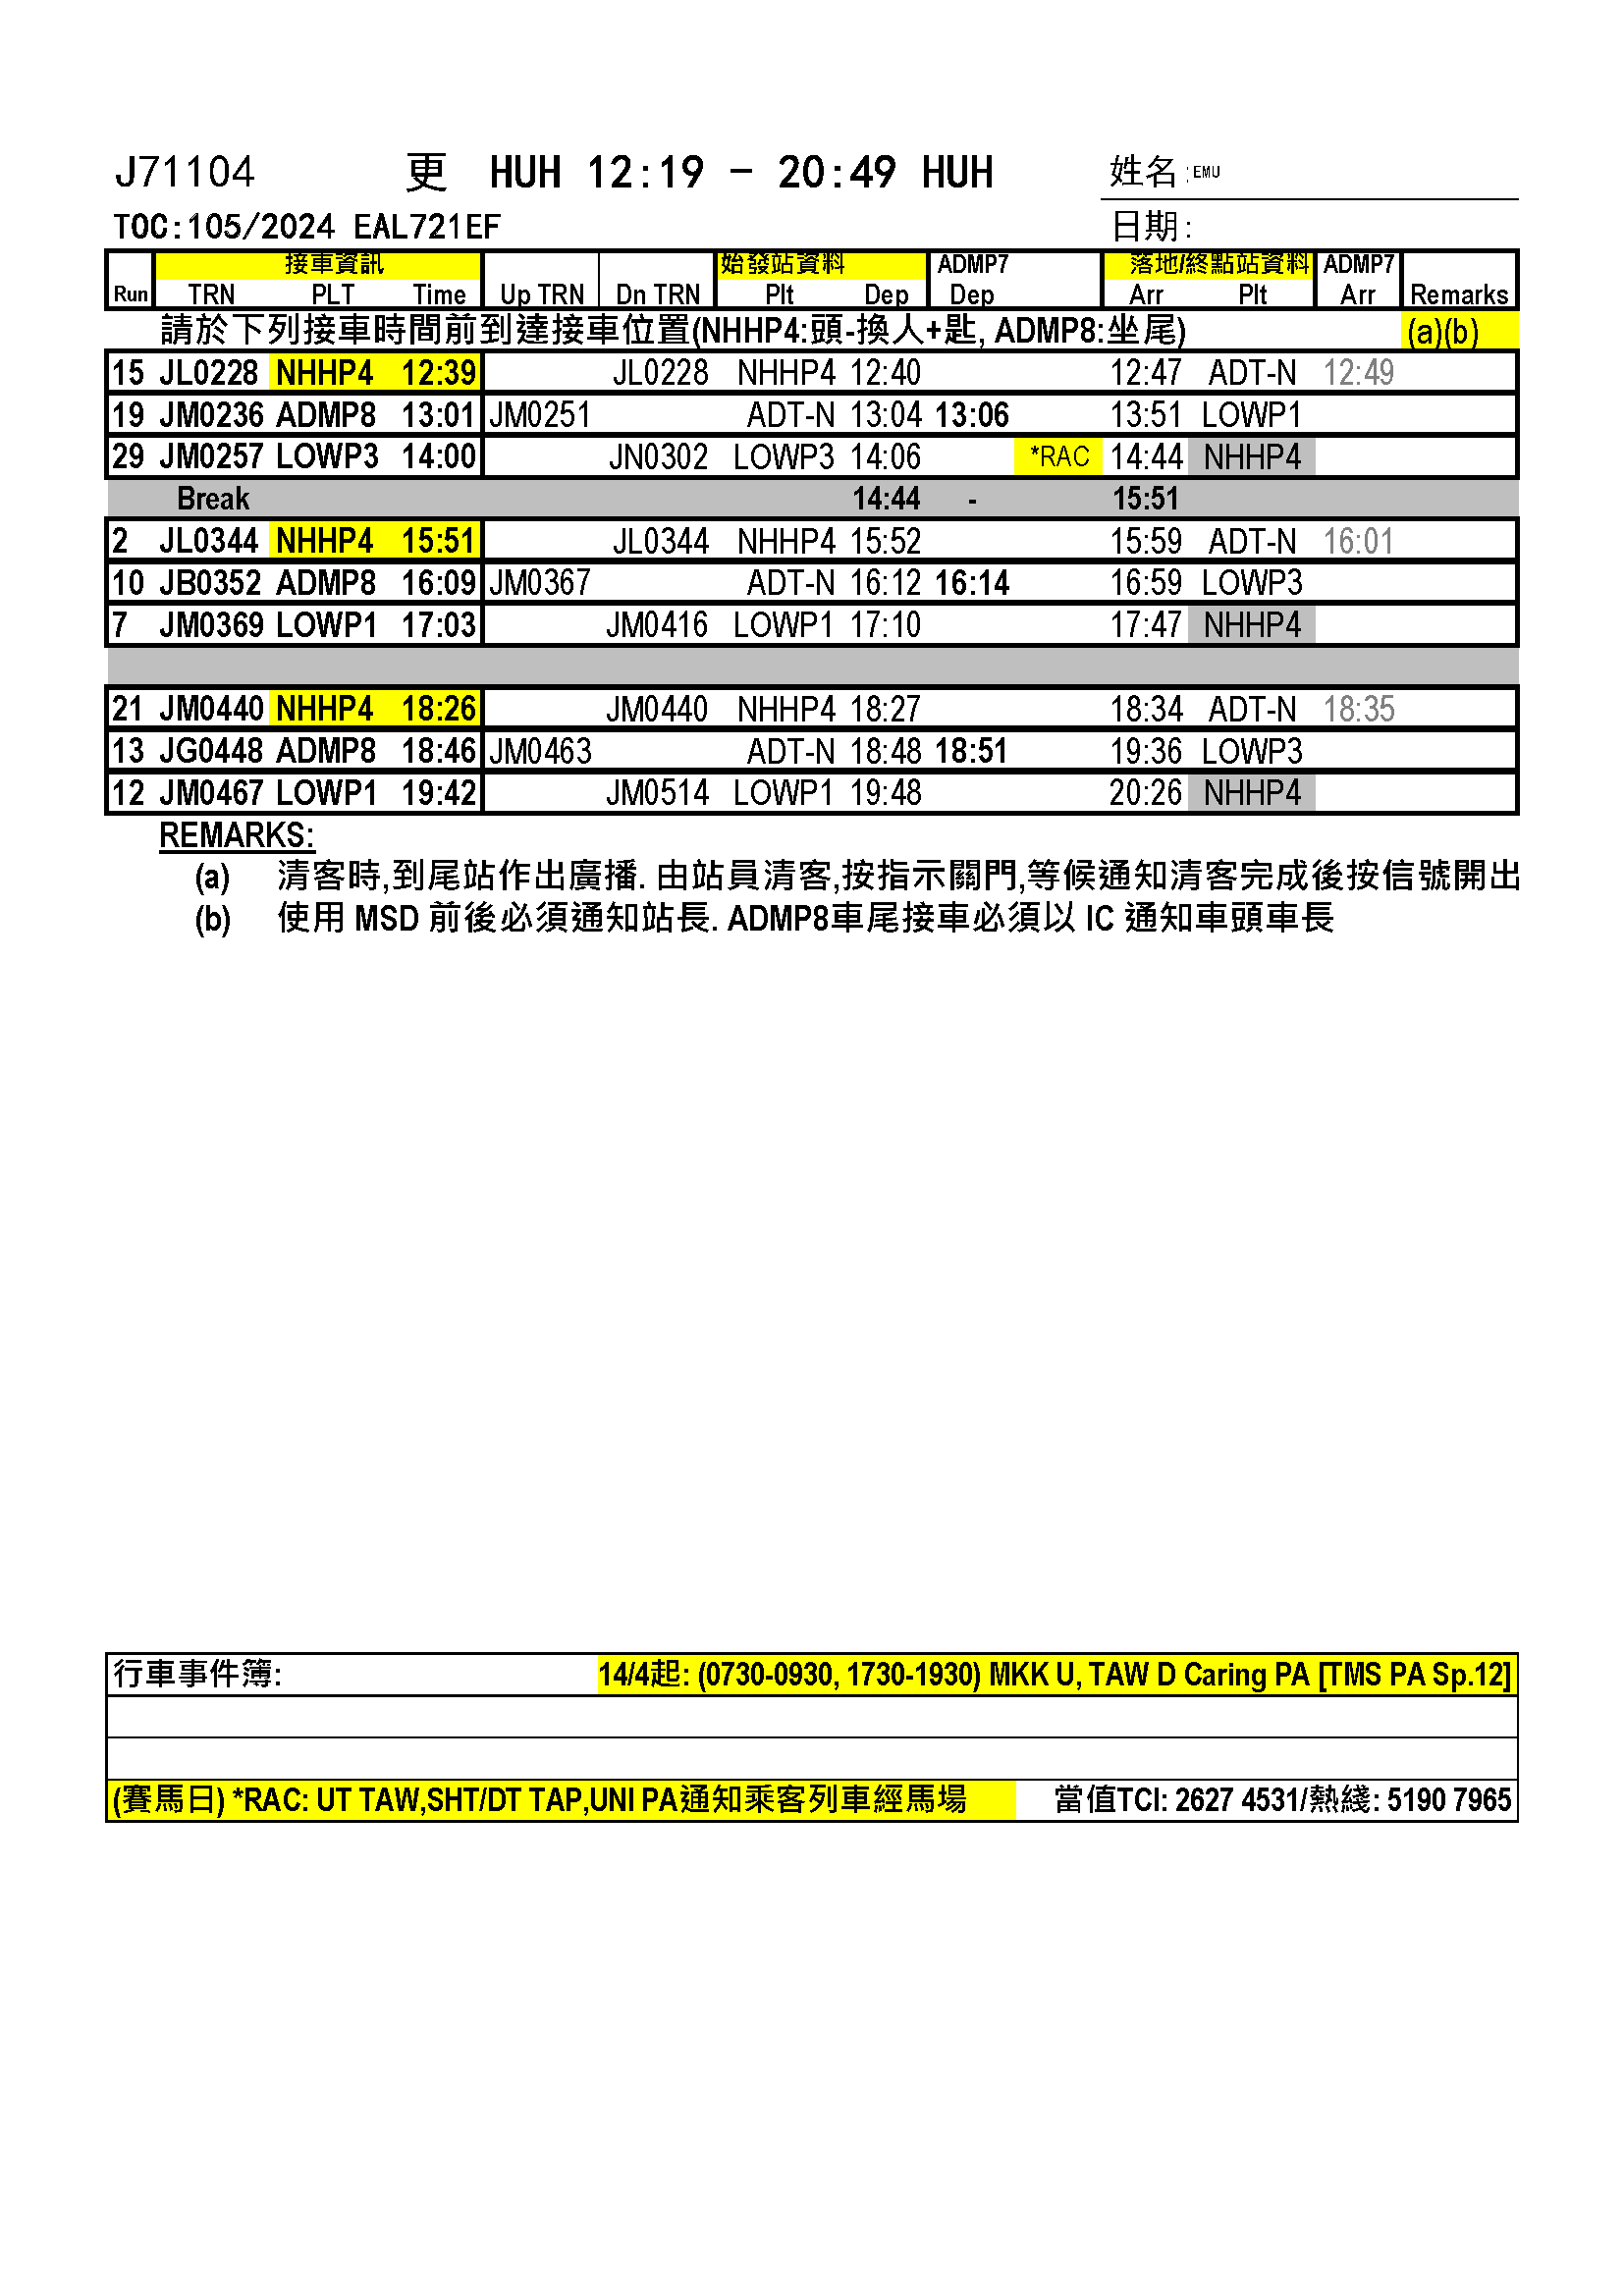 J71104 更 HUH 12:19 - 20:49 HUH 姓名:EMU
TOC:105/2024 EAL721EF 日期:
接車資訊 始發站資料 ADMP7 落地/終點站資料 ADMP7
Run TRN PLT Time Up TRN Dn TRN Plt Dep Dep Arr Plt Arr Remarks
請於下列接車時間前到達接車位置(NHHP4:頭-換人+匙, ADMP8:坐尾) (a)(b)
15 JL0228 NHHP4 12:39 JL0228 NHHP4 12:40 12:47 ADT-N 12:49
19 JM0236 ADMP8 13:01 JM0251 ADT-N 13:04 13:06 13:51 LOWP1
29 JM0257 LOWP3 14:00 JN0302 LOWP3 14:06 *RAC 14:44 NHHP4
Break 14:44 - 15:51
2 JL0344 NHHP4 15:51 JL0344 NHHP4 15:52 15:59 ADT-N 16:01
10 JB0352 ADMP8 16:09 JM0367 ADT-N 16:12 16:14 16:59 LOWP3
7 JM0369 LOWP1 17:03 JM0416 LOWP1 17:10 17:47 NHHP4
21 JM0440 NHHP4 18:26 JM0440 NHHP4 18:27 18:34 ADT-N 18:35
13 JG0448 ADMP8 18:46 JM0463 ADT-N 18:48 18:51 19:36 LOWP3
12 JM0467 LOWP1 19:42 JM0514 LOWP1 19:48 20:26 NHHP4
REMARKS:
(a) 清客時,到尾站作出廣播. 由站員清客,按指示關門,等候通知清客完成後按信號開出
(b) 使用 MSD 前後必須通知站長. ADMP8車尾接車必須以 IC 通知車頭車長
行車事件簿: 14/4起: (0730-0930, 1730-1930) MKK U, TAW D Caring PA [TMS PA Sp.12]
(賽馬日) *RAC: UT TAW,SHT/DT TAP,UNI PA通知乘客列車經馬場 當值TCI: 2627 4531/熱綫: 5190 7965